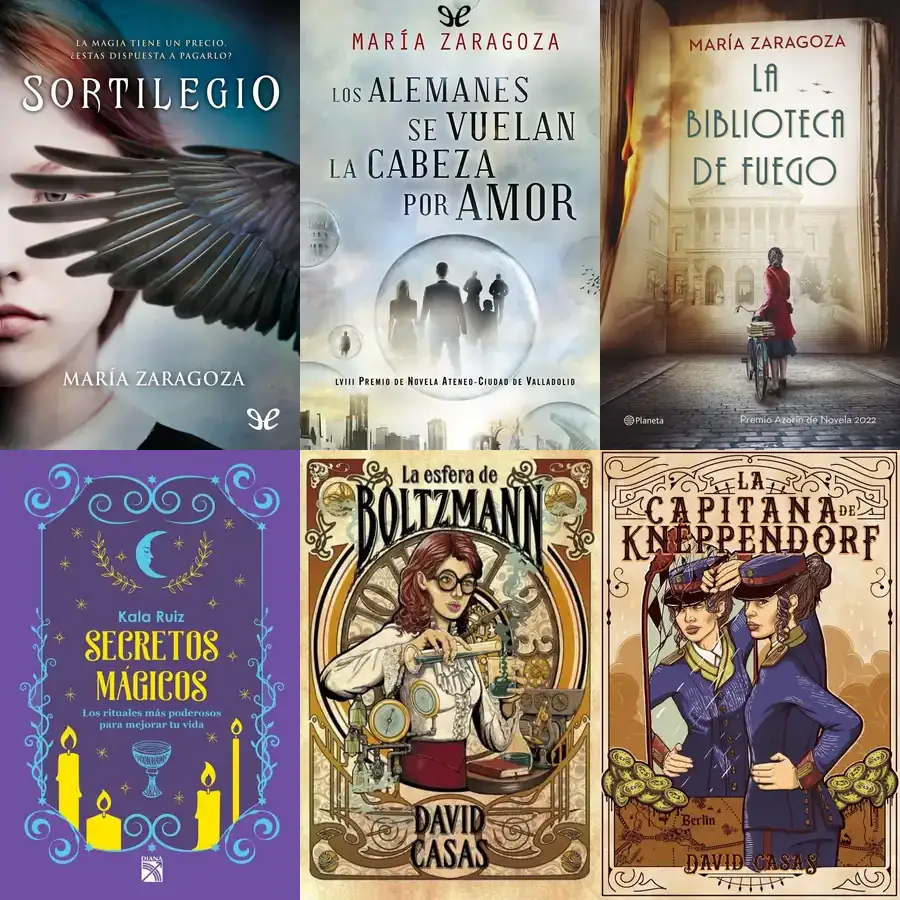 LA MAGIA TIENE UN PRECIO.
¿ESTÁS DISPUESTA A PAGARLO?
SORTILEGIO
MARÍA ZARAGOZA
MARÍA ZARAGOZA
LOS ALEMANES
SE VUELAN
LA CABEZA
POR AMOR
LVIII PREMIO DE NOVELA ATENEO-CIUDAD DE VALLADOLID
MARÍA ZARAGOZA
LA
BIBLIOTECA
DE FUEGO
Planeta
Premio Azorín de Novela 2022
Kala Ruiz
SECRETOS
MÁGICOS
Los rituales más poderosos
para mejorar tu vida
DIANA
La esfera de
BOLTZMANN
DAVID
CASAS
LA
CAPITANA DE
KNEPPENDORF
Berlin
DAVID CASAS